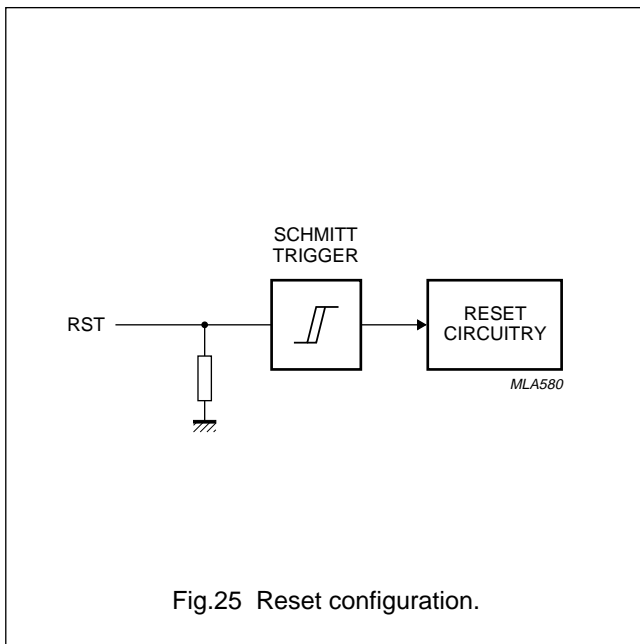 SCHMITT
TRIGGER
RST
RESET
CIRCUITRY
MLA580
Fig.25 Reset configuration.